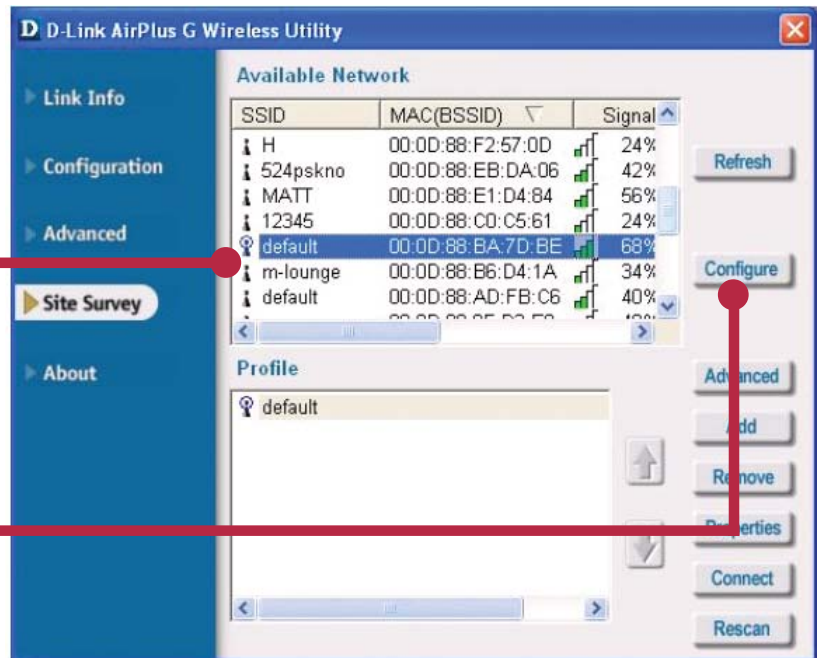 D D-Link AirPlus G Wireless Utility
Link Info
Configuration
Advanced
Site Survey
About
Available Network
SSID MAC(BSSID) Signal
H 00:0D:88:F2:57:0D 24%
524pskno 00:0D:88:EB:DA:06 42%
MATT 00:0D:88:E1:D4:84 56%
12345 00:0D:88:C0:C5:61 24%
default 00:0D:88:BA:7D:BE 68%
m-lounge 00:0D:88:B6:D4:1A 34%
default 00:0D:88:AD:FB:C6 40%
Refresh
Configure
Profile
default
Advanced
Add
Remove
Properties
Connect
Rescan